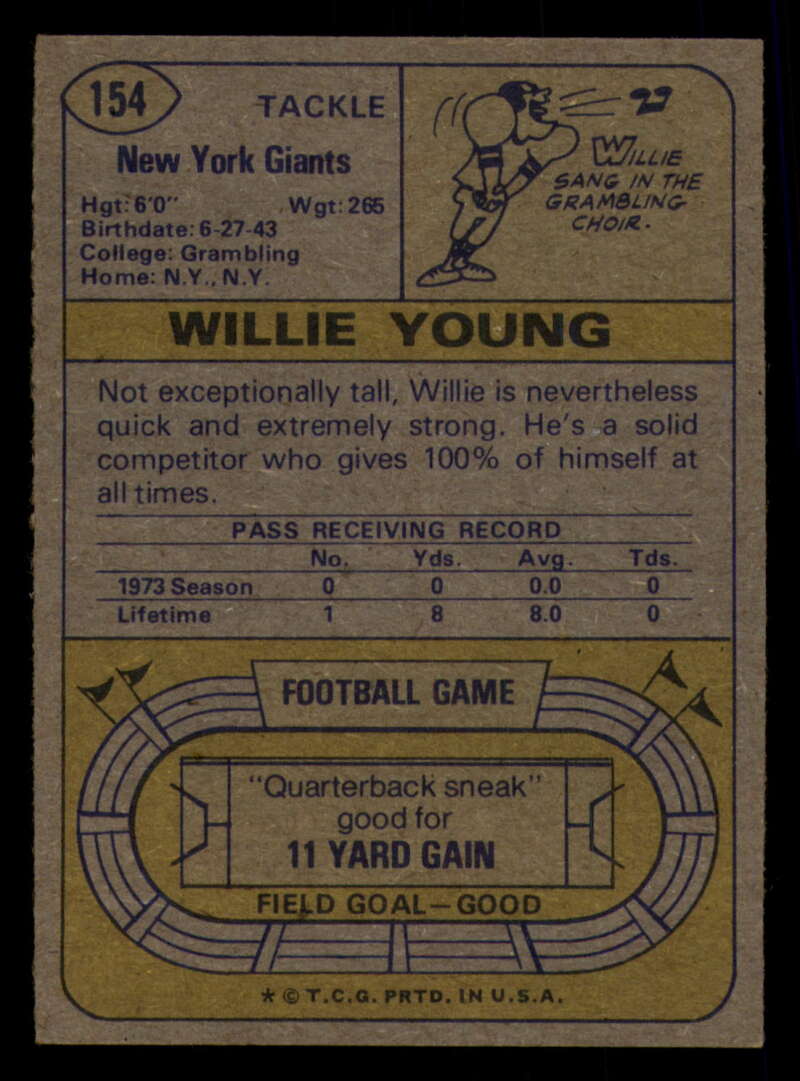 154
TACKLE
New York Giants
Hgt: 6'0" Wgt: 265
Birthdate: 6-27-43
College: Grambling
Home: N.Y., N.Y.
WILLIE
SANG IN THE
GRAMBLING
CHOIR.
WILLIE YOUNG
Not exceptionally tall, Willie is nevertheless
quick and extremely strong. He's a solid
competitor who gives 100% of himself at
all times.
PASS RECEIVING RECORD
No. Yds. Avg. Tds.
1973 Season 0 0 0.0 0
Lifetime 1 8 8.0 0
FOOTBALL GAME
"Quarterback sneak"
good for
11 YARD GAIN
FIELD GOAL—GOOD
* © T.C.G. PRTD. IN U.S.A.